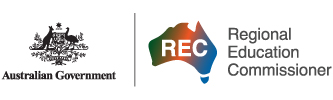 Australian Government
REC
Regional
Education
Commissioner